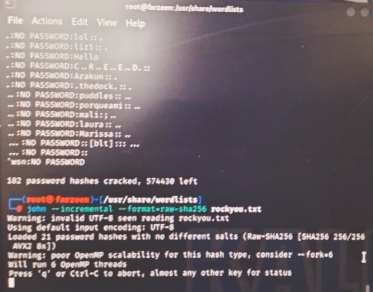 root@farzeen: /usr/share/wordlists
File Actions Edit View Help
.:NO PASSWORD:lol::.
.:NO PASSWORD:lizi::.
.:NO PASSWORD:Hello
.:NO PASSWORD:C..R..E..E..D.::
.:NO PASSWORD:Arakun::.
.:NO PASSWORD:.thedock.::.
..:NO PASSWORD:puddles::..
..:NO PASSWORD:porqueami::..
..:NO PASSWORD:mali:;..
..:NO PASSWORD:laura::..
..:NO PASSWORD:Marissa::..
...:NO PASSWORD::[blt]::::...
...:NO PASSWORD::
^wsn:NO PASSWORD
182 password hashes cracked, 574430 left
(root@farzeen)-[/usr/share/wordlists]
# john --incremental --format=raw-sha256 rockyou.txt
Warning: invalid UTF-8 seen reading rockyou.txt
Using default input encoding: UTF-8
Loaded 21 password hashes with no different salts (Raw-SHA256 [SHA256 256/256
AVX2 8x])
Warning: poor OpenMP scalability for this hash type, consider --fork=6
Will run 6 OpenMP threads
Press 'q' or Ctrl-C to abort, almost any other key for status